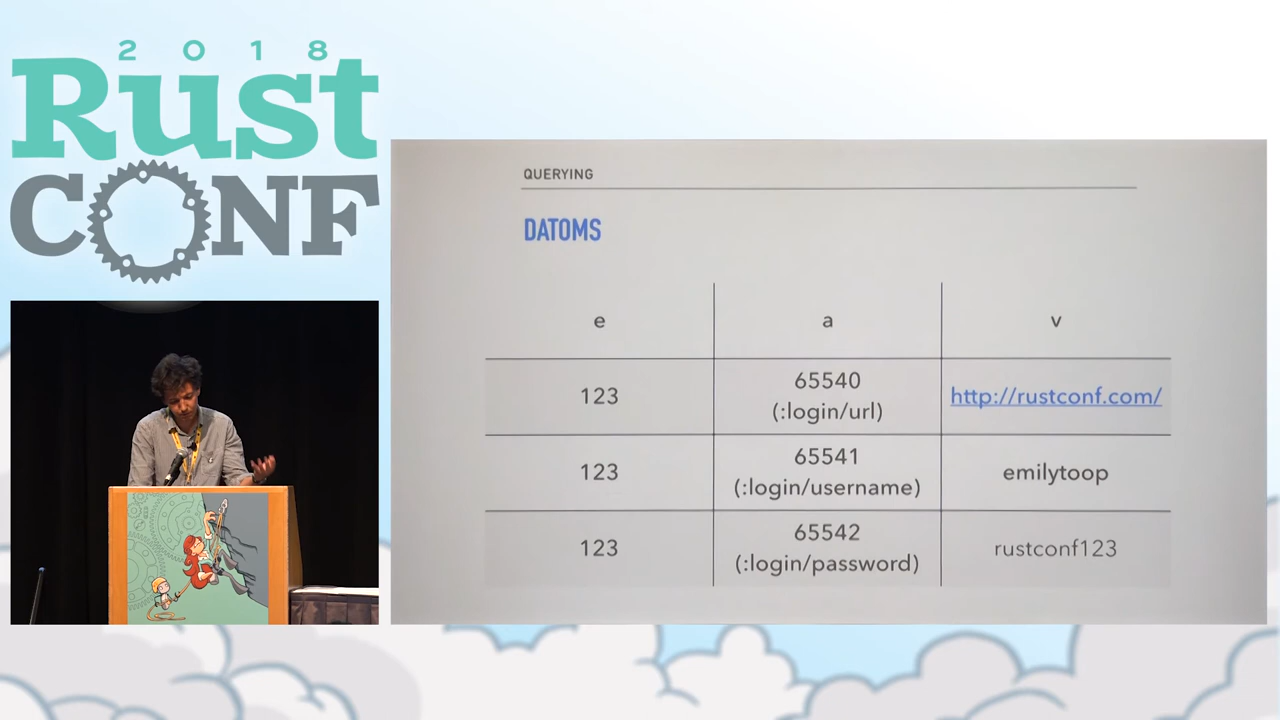 2018
Rust
CONF
QUERYING
DATOMS
e a v
123 65540 (:login/url) http://rustconf.com/
123 65541 (:login/username) emilytoop
123 65542 (:login/password) rustconf123